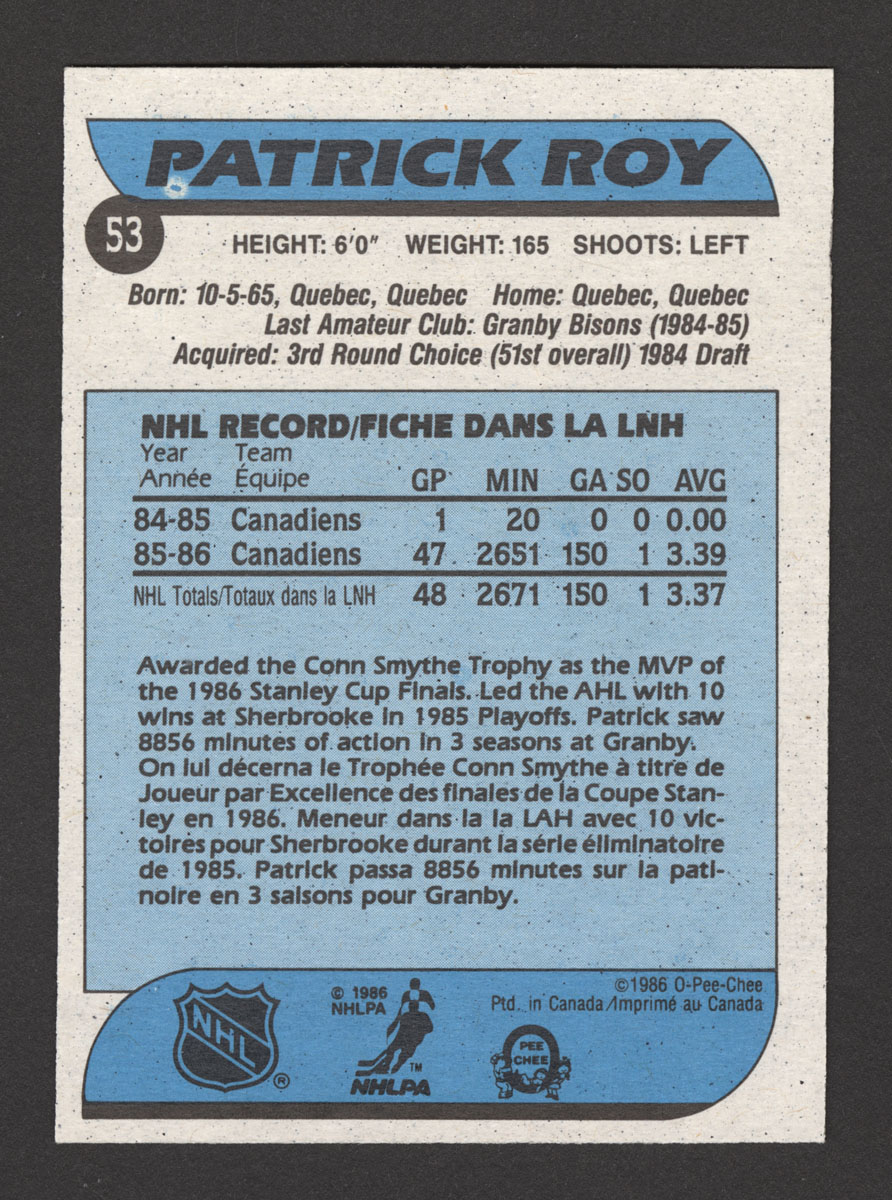 PATRICK ROY
53
HEIGHT: 6'0" WEIGHT: 165 SHOOTS: LEFT
Born: 10-5-65, Quebec, Quebec Home: Quebec, Quebec
Last Amateur Club: Granby Bisons (1984-85)
Acquired: 3rd Round Choice (51st overall) 1984 Draft
NHL RECORD/FICHE DANS LA LNH
Year Team
Année Équipe GP MIN GA SO AVG
84-85 Canadiens 1 20 0 0 0.00
85-86 Canadiens 47 2651 150 1 3.39
NHL Totals/Totaux dans la LNH 48 2671 150 1 3.37
Awarded the Conn Smythe Trophy as the MVP of
the 1986 Stanley Cup Finals. Led the AHL with 10
wins at Sherbrooke in 1985 Playoffs. Patrick saw
8856 minutes of action in 3 seasons at Granby.
On lui décerna le Trophée Conn Smythe à titre de
Joueur par Excellence des finales de la Coupe Stan-
ley en 1986. Meneur dans la la LAH avec 10 vic-
toires pour Sherbrooke durant la série éliminatoire
de 1985. Patrick passa 8856 minutes sur la pati-
noire en 3 saisons pour Granby.
©1986 O-Pee-Chee
Ptd. in Canada/Imprimé au Canada
© 1986
NHLPA
NHL
®
TM
NHLPA
PEE
CHEE